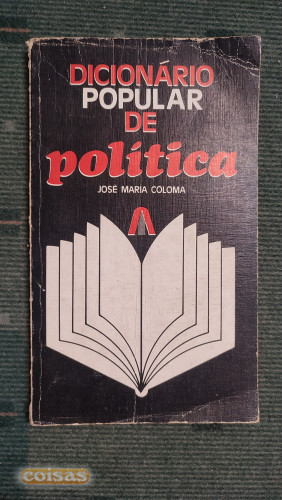 DICIONÁRIO
POPULAR
DE
política
JOSÉ MARIA COLOMA
coisas